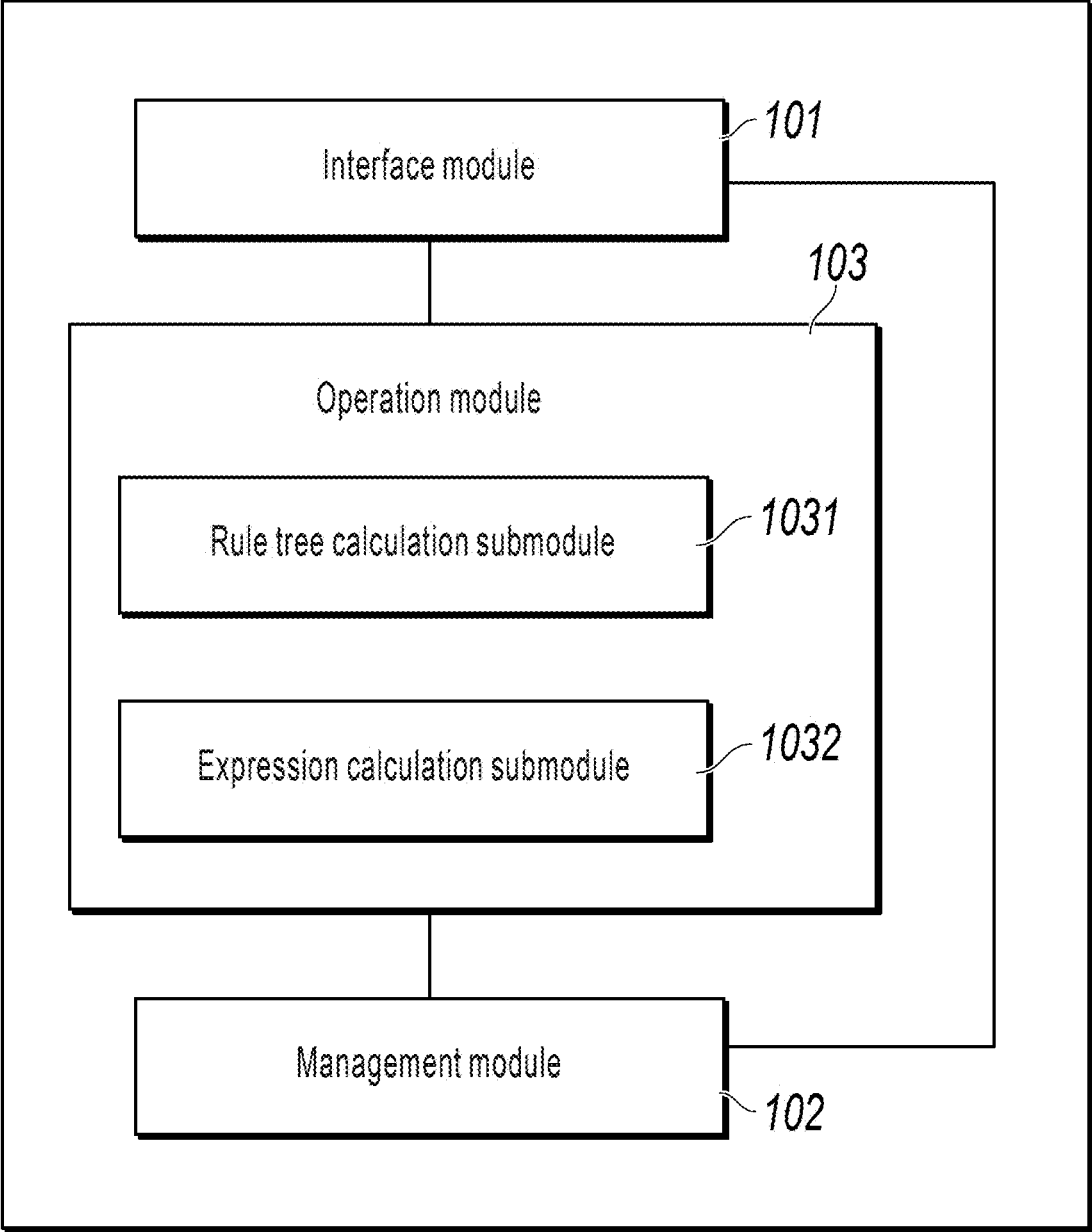 101
Interface module
103
Operation module
1031
Rule tree calculation submodule
1032
Expression calculation submodule
Management module
102